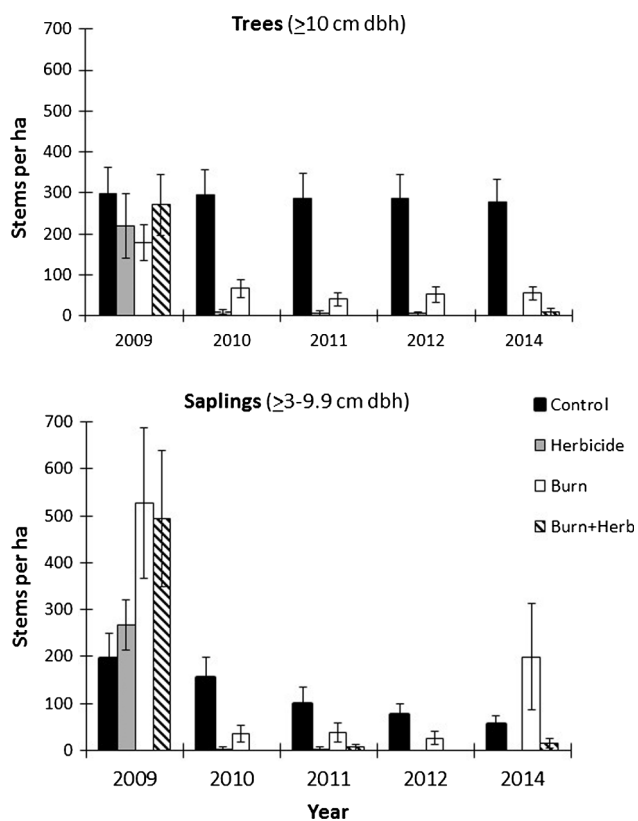 Trees (≥10 cm dbh)
700
600
500
400
300
200
100
0
Stems per ha
2009 2010 2011 2012 2014
Saplings (≥3-9.9 cm dbh)
700
600
500
400
300
200
100
0
Stems per ha
Control
Herbicide
Burn
Burn+Herb
2009 2010 2011 2012 2014
Year